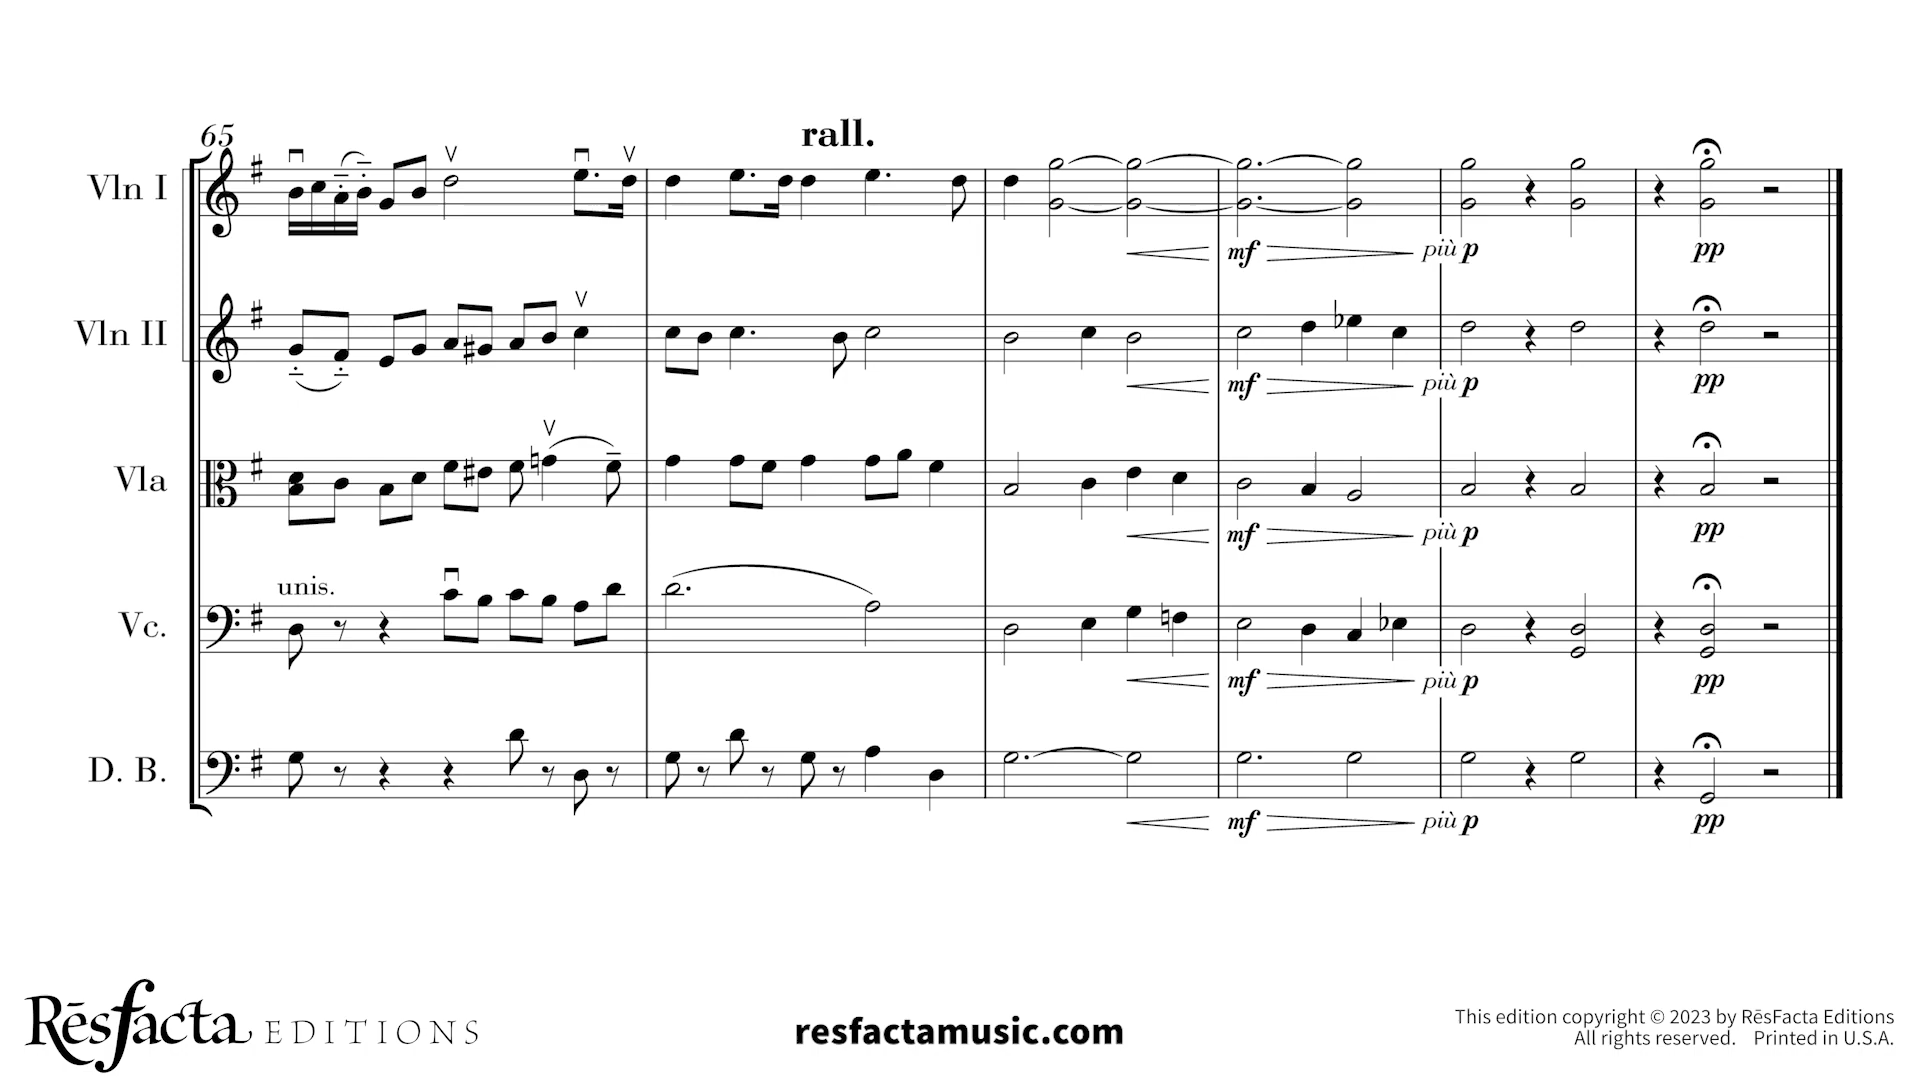 65
rall.
Vln I
mf
più p
pp
Vln II
mf
più p
pp
Vla
mf
più p
pp
unis.
Vc.
mf
più p
pp
D. B.
mf
più p
pp
RēsFacta EDITIONS
resfactamusic.com
This edition copyright © 2023 by RēsFacta Editions
All rights reserved. Printed in U.S.A.